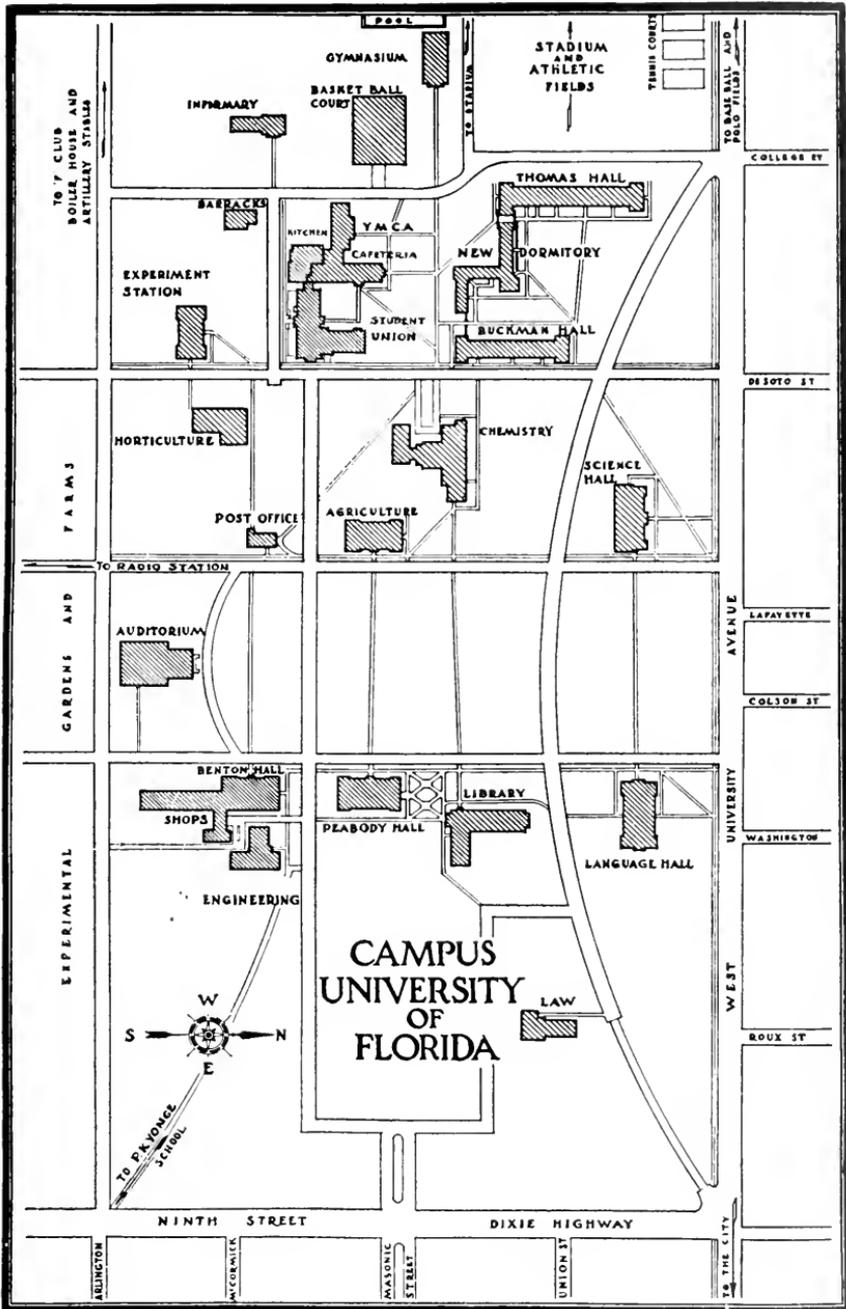 POOL
GYMNASIUM
STADIUM
AND
ATHLETIC
FIELDS
TENNIS COURTS
TO BASE BALL AND
POLO FIELDS
TO STADIUM
INFIRMARY
BASKET BALL
COURT
TO 'F' CLUB
BOILER HOUSE AND
ARTILLERY STABLES
COLLEGE CT
THOMAS HALL
BARRACKS
Y M C A
KITCHEN
CAFETERIA
NEW DORMITORY
EXPERIMENT
STATION
STUDENT
UNION
BUCKMAN HALL
DESOTO ST
HORTICULTURE
CHEMISTRY
SCIENCE
HALL
POST OFFICE
AGRICULTURE
TO RADIO STATION
EXPERIMENTAL GARDENS AND FARMS
AUDITORIUM
LAFAYETTE
COLSON ST
WEST UNIVERSITY AVENUE
BENTON HALL
SHOPS
PEABODY HALL
LIBRARY
LANGUAGE HALL
WASHINGTON
ENGINEERING
CAMPUS
UNIVERSITY
OF
FLORIDA
LAW
W
S N
E
ROUX ST
TO P.K.YONGE
SCHOOL
NINTH STREET DIXIE HIGHWAY
ARLINGTON
McCORMICK
MASONIC
STREET
UNION ST
TO THE CITY